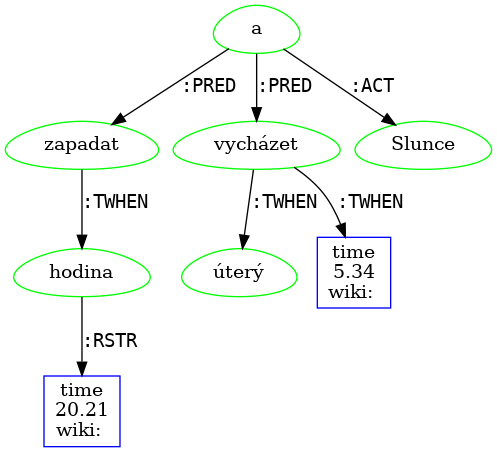 a
:PRED :PRED :ACT
zapadat vycházet Slunce
:TWHEN :TWHEN :TWHEN
hodina úterý time
5.34
wiki:
:RSTR
time
20.21
wiki: